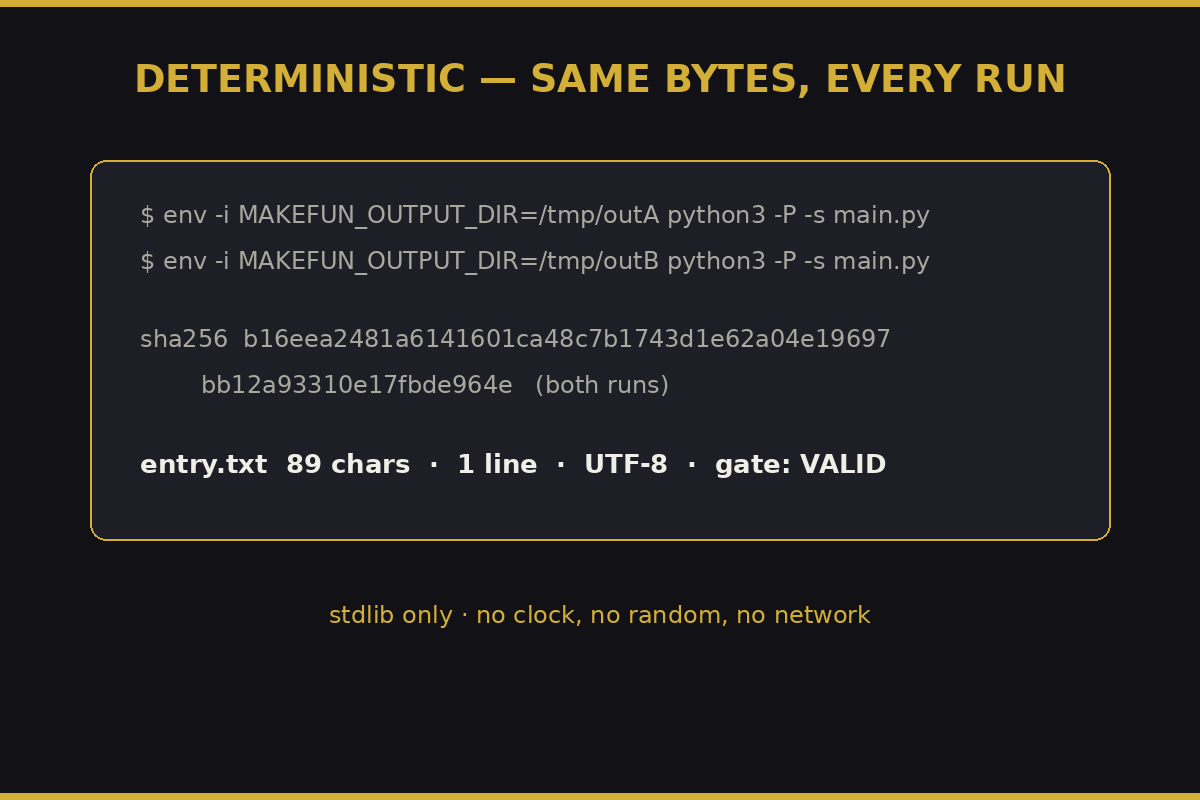 DETERMINISTIC — SAME BYTES, EVERY RUN
$ env -i MAKEFUN_OUTPUT_DIR=/tmp/outA python3 -P -s main.py
$ env -i MAKEFUN_OUTPUT_DIR=/tmp/outB python3 -P -s main.py
sha256 b16eea2481a6141601ca48c7b1743d1e62a04e19697
bb12a93310e17fbde964e (both runs)
entry.txt 89 chars · 1 line · UTF-8 · gate: VALID
stdlib only · no clock, no random, no network